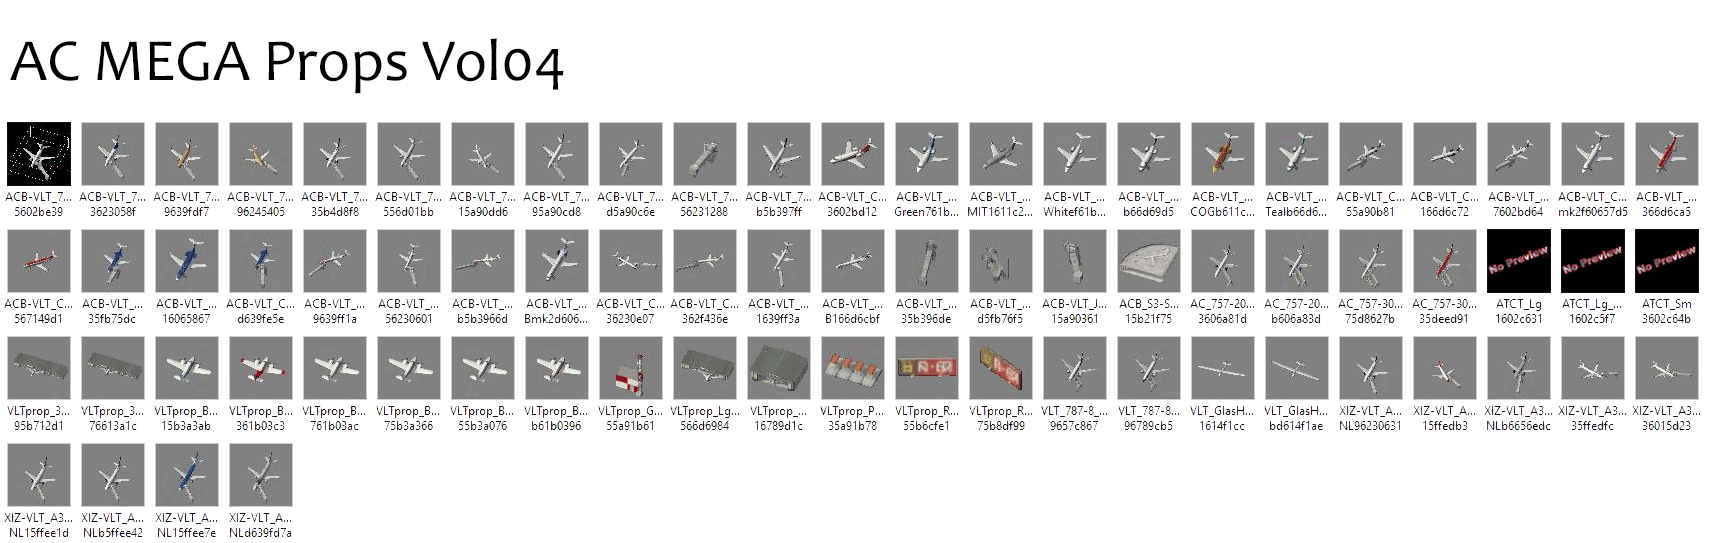 AC MEGA Props Vol04
ACB-VLT_7... ACB-VLT_7... ACB-VLT_7... ACB-VLT_7... ACB-VLT_7... ACB-VLT_7... ACB-VLT_7... ACB-VLT_7... ACB-VLT_7... ACB-VLT_7... ACB-VLT_7... ACB-VLT_C... ACB-VLT_... ACB-VLT_... ACB-VLT_... ACB-VLT_... ACB-VLT_... ACB-VLT_... ACB-VLT_C... ACB-VLT_C... ACB-VLT_... ACB-VLT_C... ACB-VLT_...
5602be39 3623058f 9639fdf7 96245405 35b4d8f8 556d01bb 15a90dd6 95a90cd8 d5a90c6e 56231288 b5b397ff 3602bd12 Green761b... MIT1611c2... Whitef61b... b66d69d5 COGb611c... Tealb66d6... 55a90b81 166d6c72 7602bd64 mk2f60657d5 366d6ca5
No Preview No Preview No Preview
ACB-VLT_C... ACB-VLT_... ACB-VLT_... ACB-VLT_C... ACB-VLT_... ACB-VLT_... ACB-VLT_... ACB-VLT_... ACB-VLT_C... ACB-VLT_C... ACB-VLT_... ACB-VLT_... ACB-VLT_... ACB-VLT_... ACB-VLT_J... ACB_S3-S... AC_757-20... AC_757-20... AC_757-30... AC_757-30... ATCT_Lg ATCT_Lg_... ATCT_Sm
567149d1 35fb75dc 16065867 d639fe5e 9639ff1a 56230601 b5b3966d Bmk2d606... 36230e07 362f436e 1639ff3a B166d6cbf 35b396de d5fb76f5 15a90361 15b21f75 3606a81d b606a83d 75d8627b 35deed91 1602c631 1602c5f7 3602c64b
VLTprop_3... VLTprop_3... VLTprop_B... VLTprop_B... VLTprop_B... VLTprop_B... VLTprop_B... VLTprop_B... VLTprop_G... VLTprop_Lg... VLTprop_... VLTprop_P... VLTprop_R... VLTprop_R... VLT_787-8_... VLT_787-8... VLT_GlasH... VLT_GlasH... XIZ-VLT_A... XIZ-VLT_A... XIZ-VLT_A3... XIZ-VLT_A3... XIZ-VLT_A3...
95b712d1 76613a1c 15b3a3ab 361b03c3 761b03ac 75b3a366 55b3a076 b61b0396 55a91b61 566d6984 16789d1c 35a91b78 55b6cfe1 75b8df99 9657c867 96789cb5 1614f1cc bd614f1ae NL96230631 15ffedb3 NLb6656edc 35ffedfc 36015d23
XIZ-VLT_A3... XIZ-VLT_A... XIZ-VLT_A... XIZ-VLT_A...
NL15ffee1d NLb5ffee42 NL15ffee7e NLd639fd7a